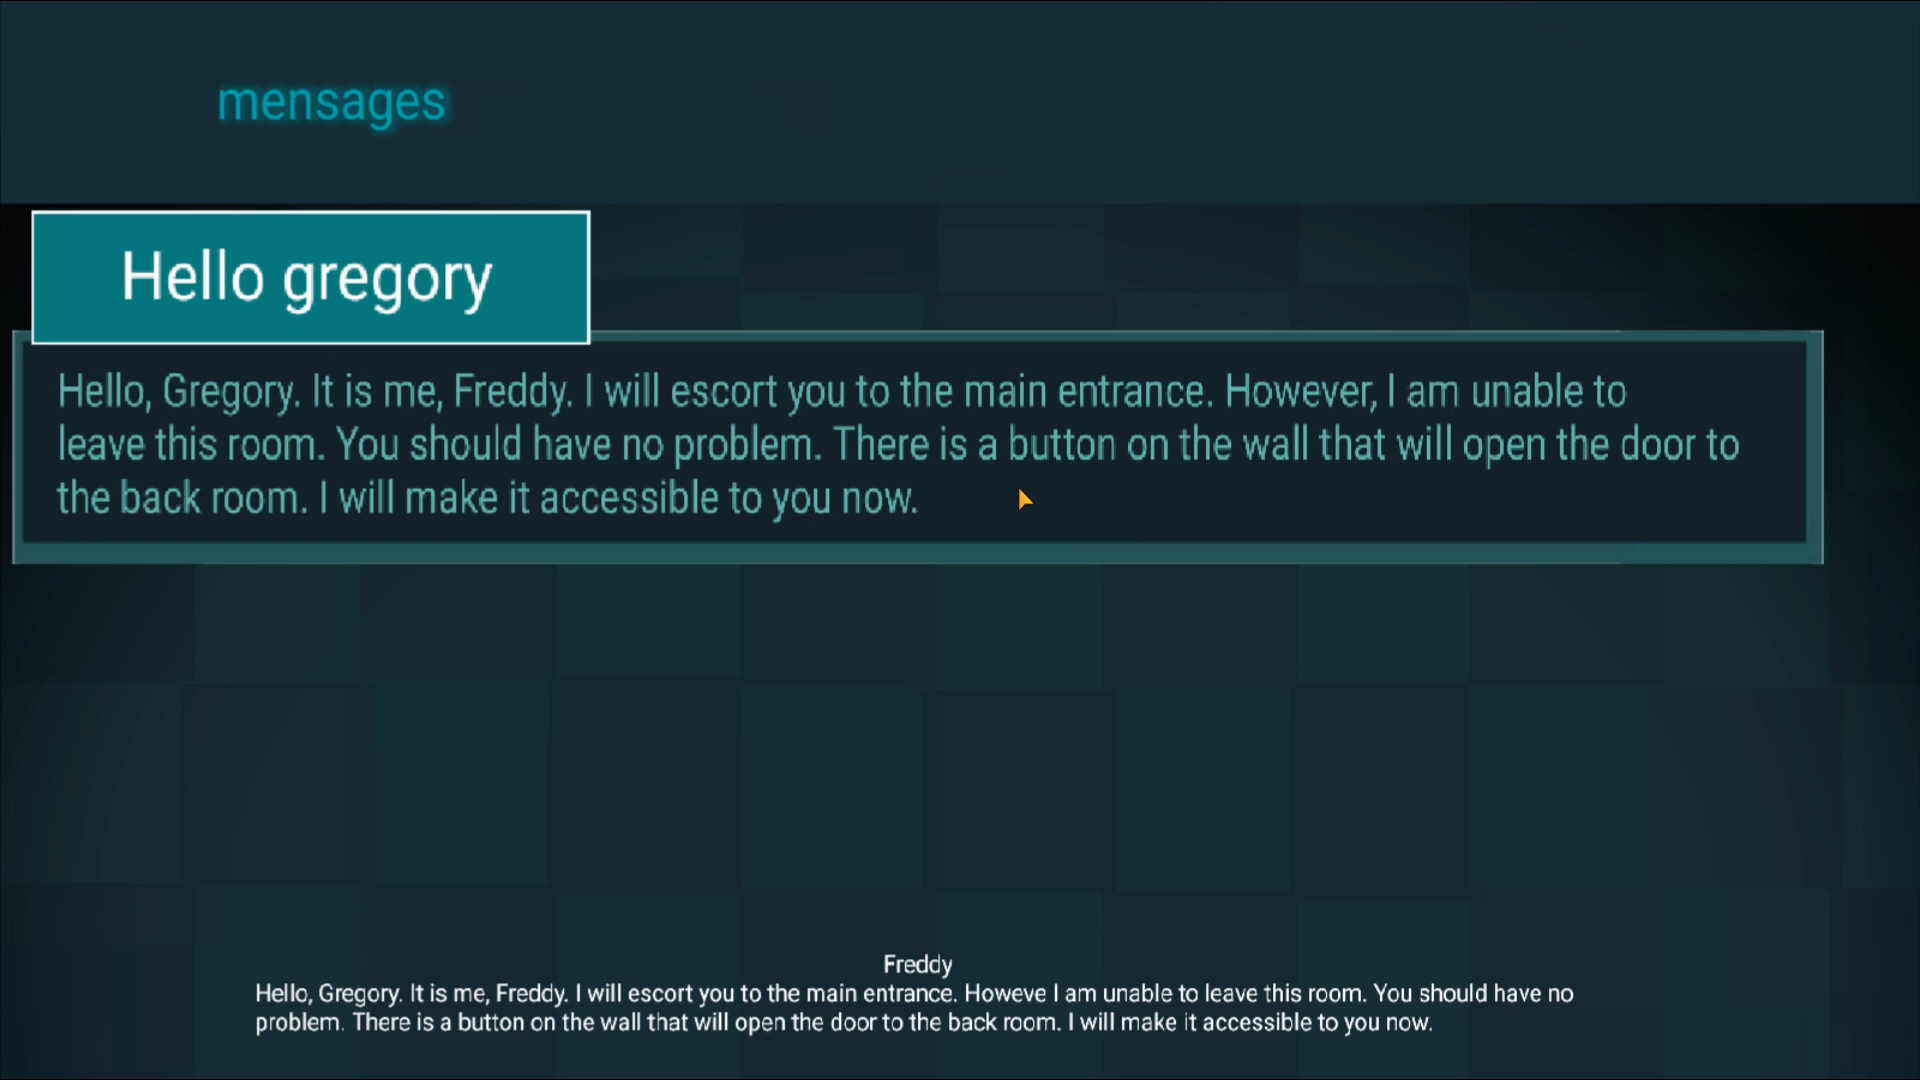 mensages
Hello gregory
Hello, Gregory. It is me, Freddy. I will escort you to the main entrance. However, I am unable to
leave this room. You should have no problem. There is a button on the wall that will open the door to
the back room. I will make it accessible to you now.
Freddy
Hello, Gregory. It is me, Freddy. I will escort you to the main entrance. Howeve I am unable to leave this room. You should have no
problem. There is a button on the wall that will open the door to the back room. I will make it accessible to you now.